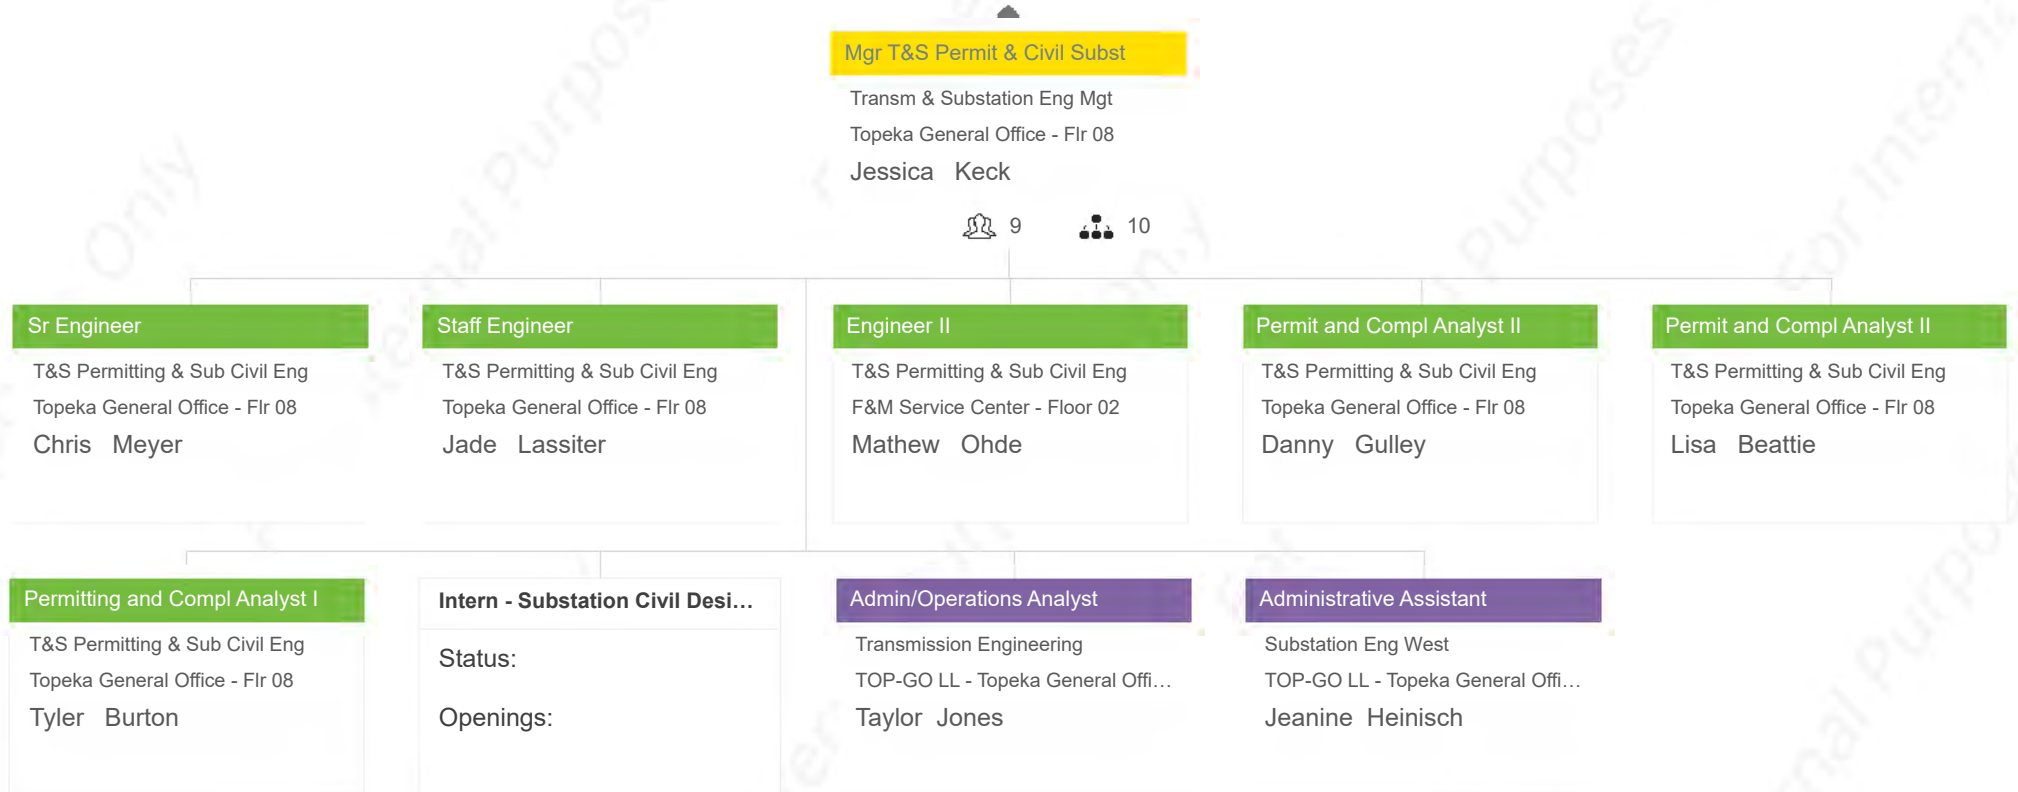 Mgr T&S Permit & Civil Subst
Transm & Substation Eng Mgt
Topeka General Office - Flr 08
Jessica Keck
9 10
Sr Engineer
T&S Permitting & Sub Civil Eng
Topeka General Office - Flr 08
Chris Meyer
Staff Engineer
T&S Permitting & Sub Civil Eng
Topeka General Office - Flr 08
Jade Lassiter
Engineer II
T&S Permitting & Sub Civil Eng
F&M Service Center - Floor 02
Mathew Ohde
Permit and Compl Analyst II
T&S Permitting & Sub Civil Eng
Topeka General Office - Flr 08
Danny Gulley
Permit and Compl Analyst II
T&S Permitting & Sub Civil Eng
Topeka General Office - Flr 08
Lisa Beattie
Permitting and Compl Analyst I
T&S Permitting & Sub Civil Eng
Topeka General Office - Flr 08
Tyler Burton
Intern - Substation Civil Desi...
Status:
Openings:
Admin/Operations Analyst
Transmission Engineering
TOP-GO LL - Topeka General Offi...
Taylor Jones
Administrative Assistant
Substation Eng West
TOP-GO LL - Topeka General Offi...
Jeanine Heinisch